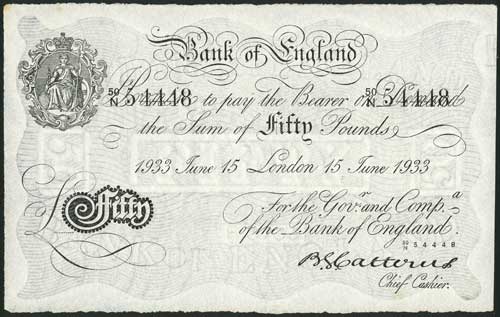 Bank of England
50/N 54448 50/N 54448
I Promise to pay the Bearer on Demand
the Sum of Fifty Pounds
1933 June 15 London 15 June 1933
For the Govr. and Compa.
of the Bank of England.
£ Fifty
50/N 54448
B G Catterns
Chief Cashier.